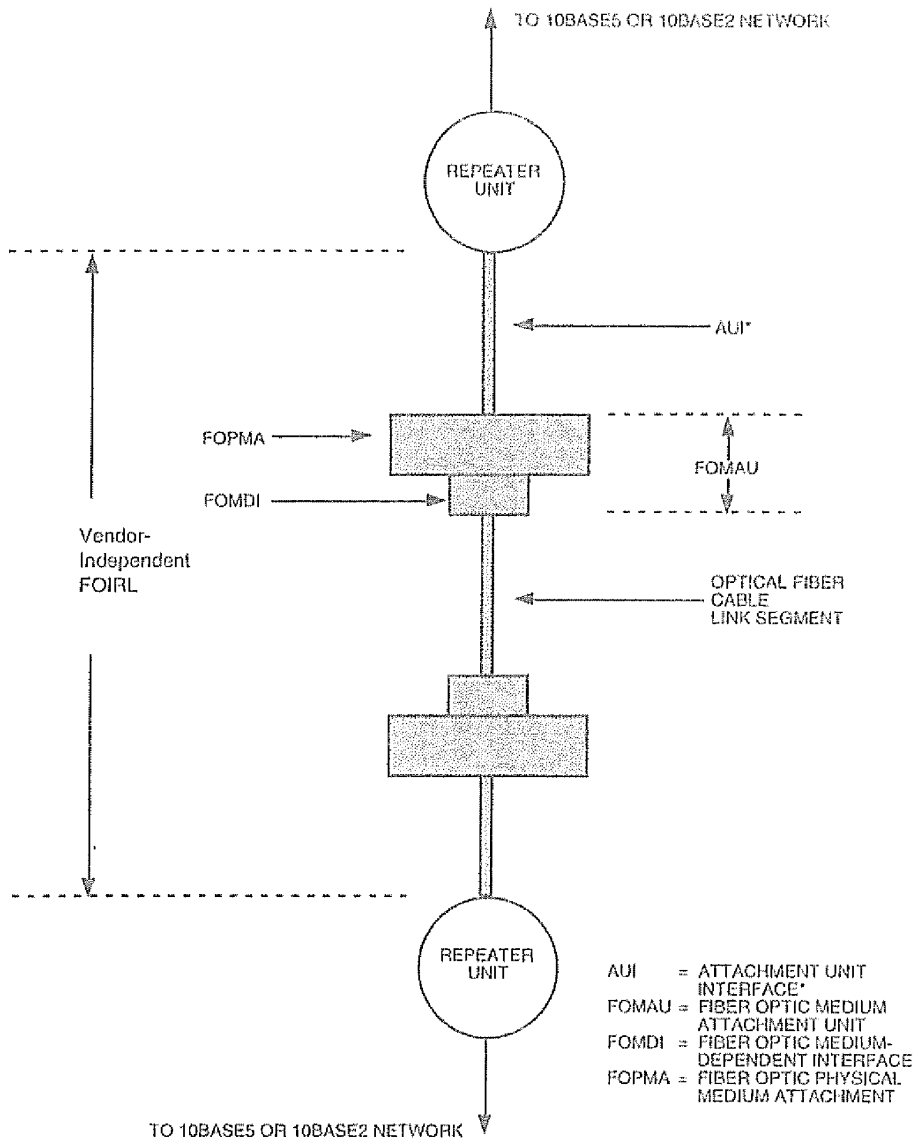 TO 10BASE5 OR 10BASE2 NETWORK
REPEATER
UNIT
AUI*
FOPMA
FOMAU
FOMDI
Vendor-
Independent
FOIRL
OPTICAL FIBER
CABLE
LINK SEGMENT
REPEATER
UNIT
AUI = ATTACHMENT UNIT
INTERFACE*
FOMAU = FIBER OPTIC MEDIUM
ATTACHMENT UNIT
FOMDI = FIBER OPTIC MEDIUM-
DEPENDENT INTERFACE
FOPMA = FIBER OPTIC PHYSICAL
MEDIUM ATTACHMENT
TO 10BASE5 OR 10BASE2 NETWORK